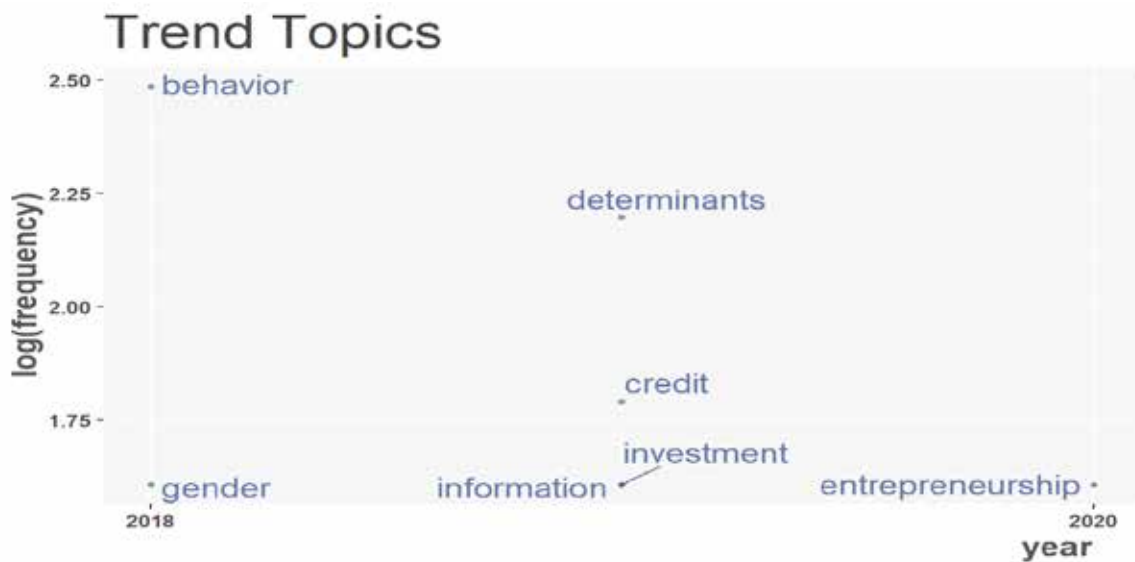 Trend Topics
2.50
behavior
2.25
determinants
log(frequency)
2.00
credit
1.75
investment
gender
information
entrepreneurship
2018
2020
year